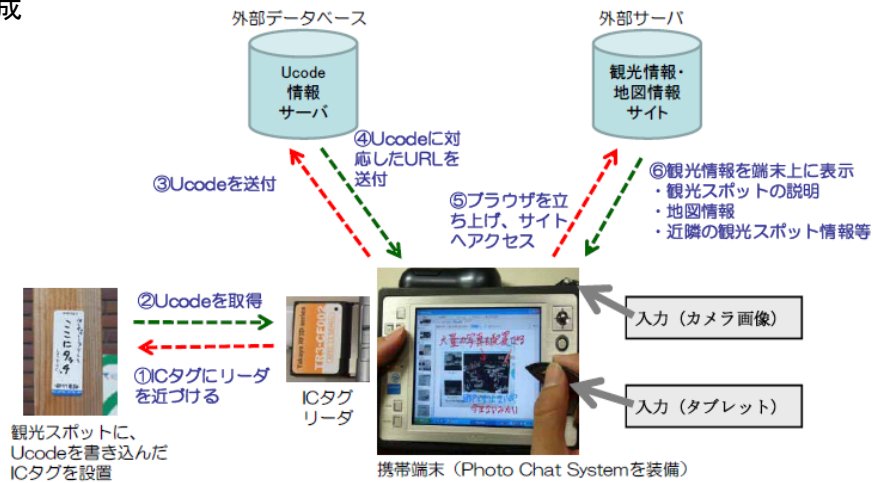 成
外部データベース
外部サーバ
Ucode
情報
サーバ
観光情報・
地図情報
サイト
④Ucodeに対
応したURLを
送付
③Ucodeを送付
⑤ブラウザを立
ち上げ、サイト
へアクセス
⑥観光情報を端末上に表示
・観光スポットの説明
・地図情報
・近隣の観光スポット情報等
②Ucodeを取得
①ICタグにリーダ
を近づける
ここにタッチ
Takaya RFID series
ICタグ
リーダ
入力（カメラ画像）
入力（タブレット）
観光スポットに、
Ucodeを書き込んだ
ICタグを設置
携帯端末（Photo Chat Systemを装備）